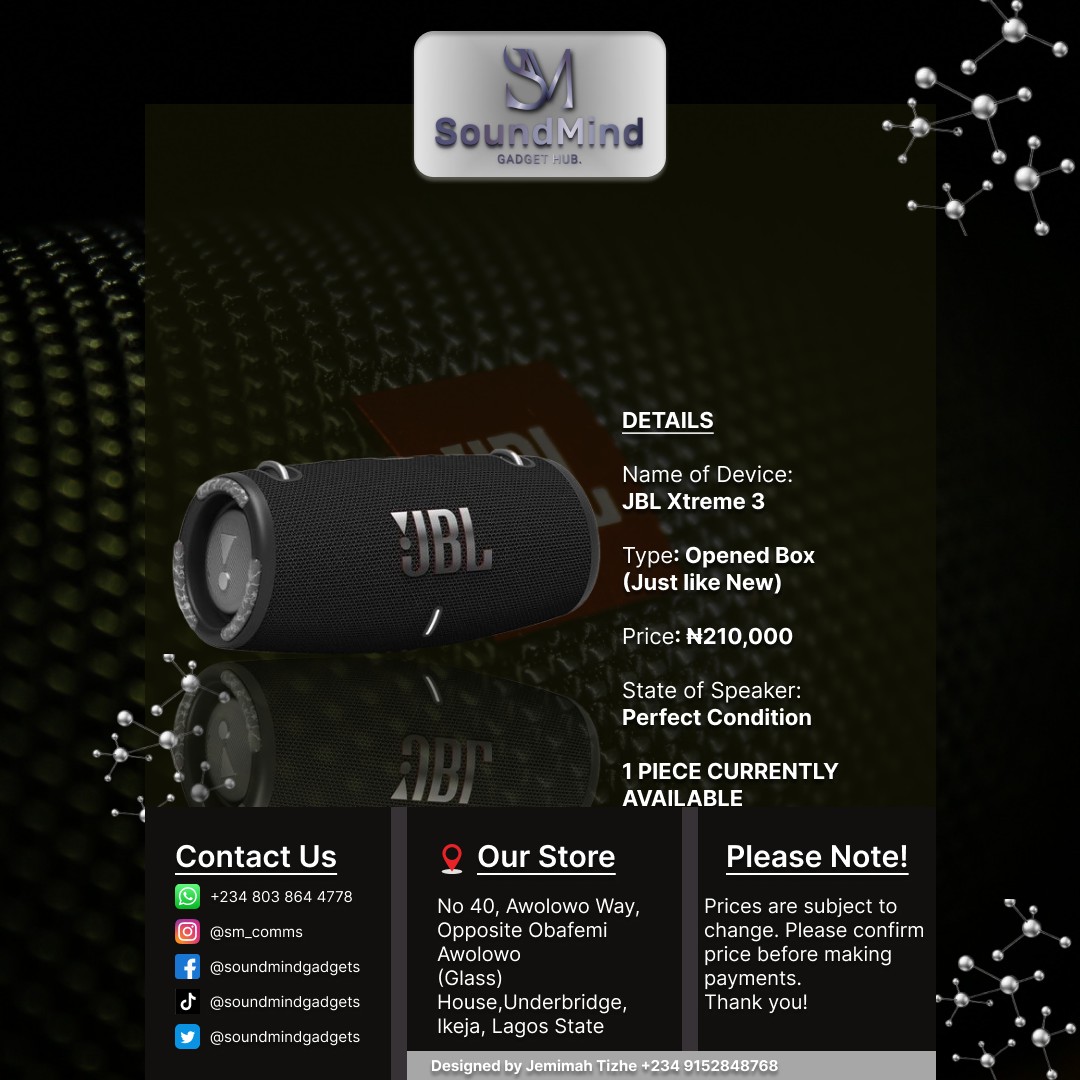 SM
SoundMind
GADGET HUB.
DETAILS
Name of Device:
JBL Xtreme 3
Type: Opened Box
(Just like New)
Price: ₦210,000
State of Speaker:
Perfect Condition
1 PIECE CURRENTLY
AVAILABLE
JBL
JBL
JBL
Contact Us
+234 803 864 4778
@sm_comms
@soundmindgadgets
@soundmindgadgets
@soundmindgadgets
Our Store
No 40, Awolowo Way,
Opposite Obafemi
Awolowo
(Glass)
House,Underbridge,
Ikeja, Lagos State
Please Note!
Prices are subject to
change. Please confirm
price before making
payments.
Thank you!
Designed by Jemimah Tizhe +234 9152848768